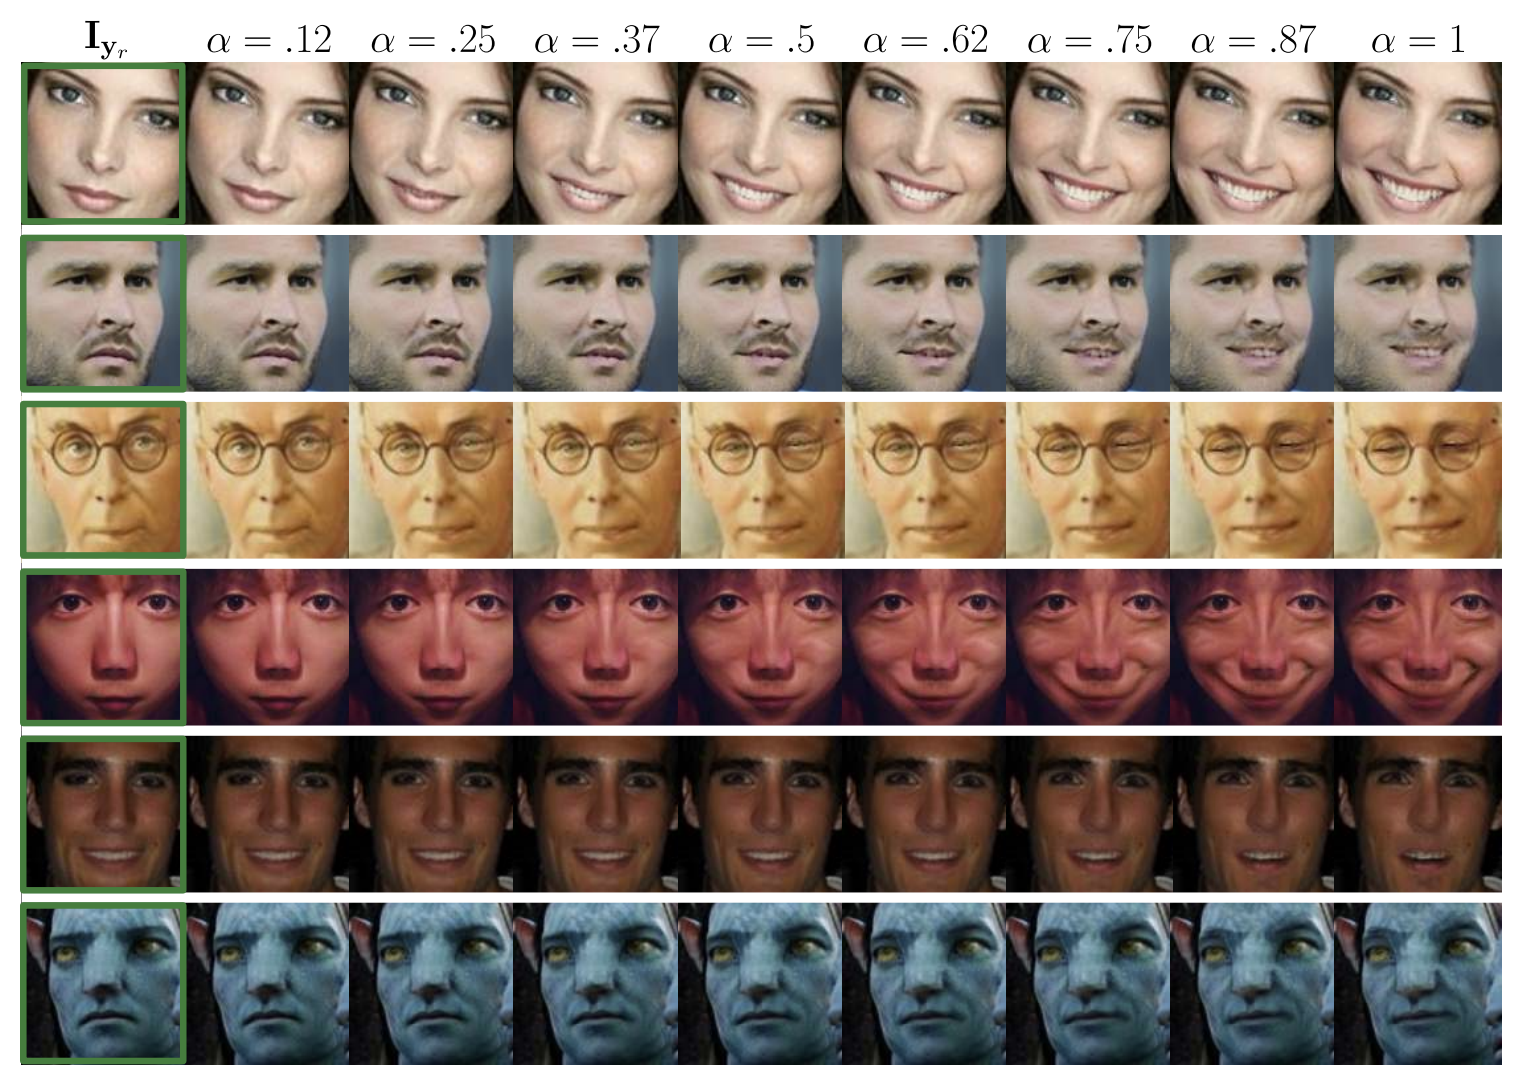 I_{y_r} α = .12 α = .25 α = .37 α = .5 α = .62 α = .75 α = .87 α = 1